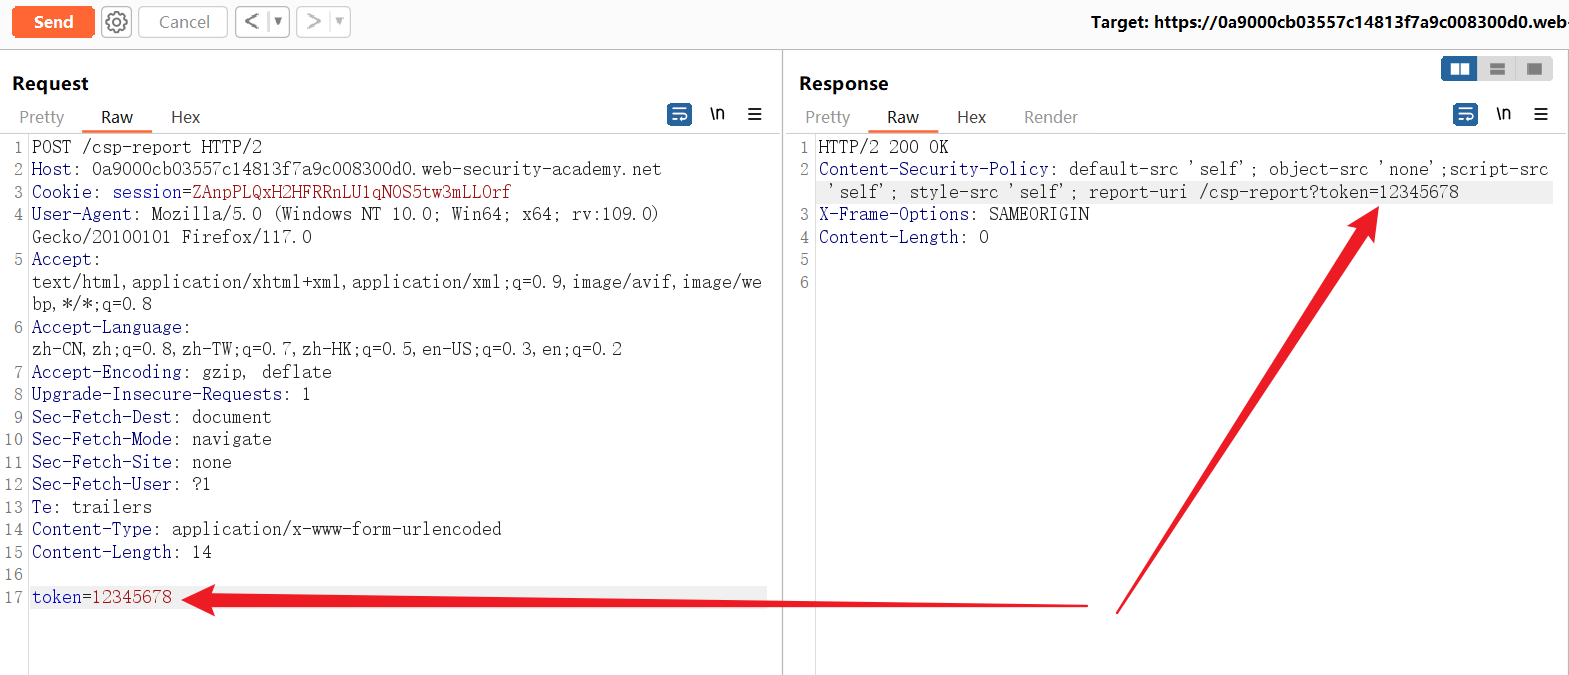 Send
Cancel
<
>
Target: https://0a9000cb03557c14813f7a9c008300d0.web-
Request
Pretty
Raw
Hex
\n
1 POST /csp-report HTTP/2
2 Host: 0a9000cb03557c14813f7a9c008300d0.web-security-academy.net
3 Cookie: session=ZAnpPLQxH2HFRRnLU1qNOS5tw3mLLOrf
4 User-Agent: Mozilla/5.0 (Windows NT 10.0; Win64; x64; rv:109.0)
Gecko/20100101 Firefox/117.0
5 Accept:
text/html,application/xhtml+xml,application/xml;q=0.9,image/avif,image/we
bp,*/*;q=0.8
6 Accept-Language:
zh-CN,zh;q=0.8,zh-TW;q=0.7,zh-HK;q=0.5,en-US;q=0.3,en;q=0.2
7 Accept-Encoding: gzip, deflate
8 Upgrade-Insecure-Requests: 1
9 Sec-Fetch-Dest: document
10 Sec-Fetch-Mode: navigate
11 Sec-Fetch-Site: none
12 Sec-Fetch-User: ?1
13 Te: trailers
14 Content-Type: application/x-www-form-urlencoded
15 Content-Length: 14
16
17 token=12345678
Response
Pretty
Raw
Hex
Render
\n
1 HTTP/2 200 OK
2 Content-Security-Policy: default-src 'self'; object-src 'none';script-src
'self'; style-src 'self'; report-uri /csp-report?token=12345678
3 X-Frame-Options: SAMEORIGIN
4 Content-Length: 0
5
6